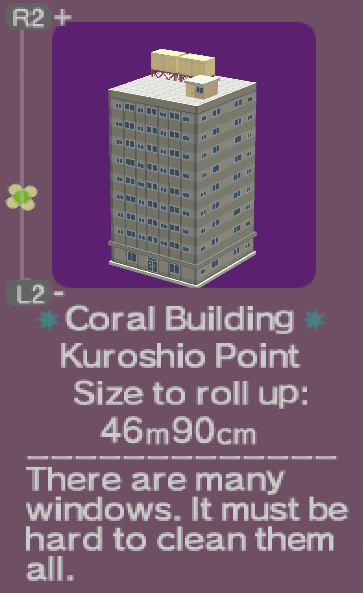 R2 +
L2 -
Coral Building
Kuroshio Point
Size to roll up:
46m90cm
There are many
windows. It must be
hard to clean them
all.